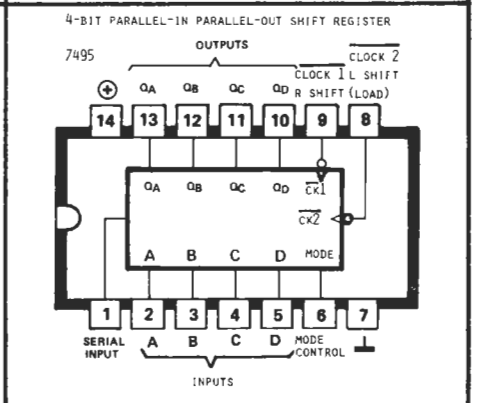 4-BIT PARALLEL-IN PARALLEL-OUT SHIFT REGISTER
7495
OUTPUTS
CLOCK 2
CLOCK 1 L SHIFT
QA QB QC QD R SHIFT (LOAD)
14 13 12 11 10 9 8
QA QB QC QD CK1
CK2
A B C D MODE
1 2 3 4 5 6 7
SERIAL INPUT
A B C D
MODE CONTROL
INPUTS